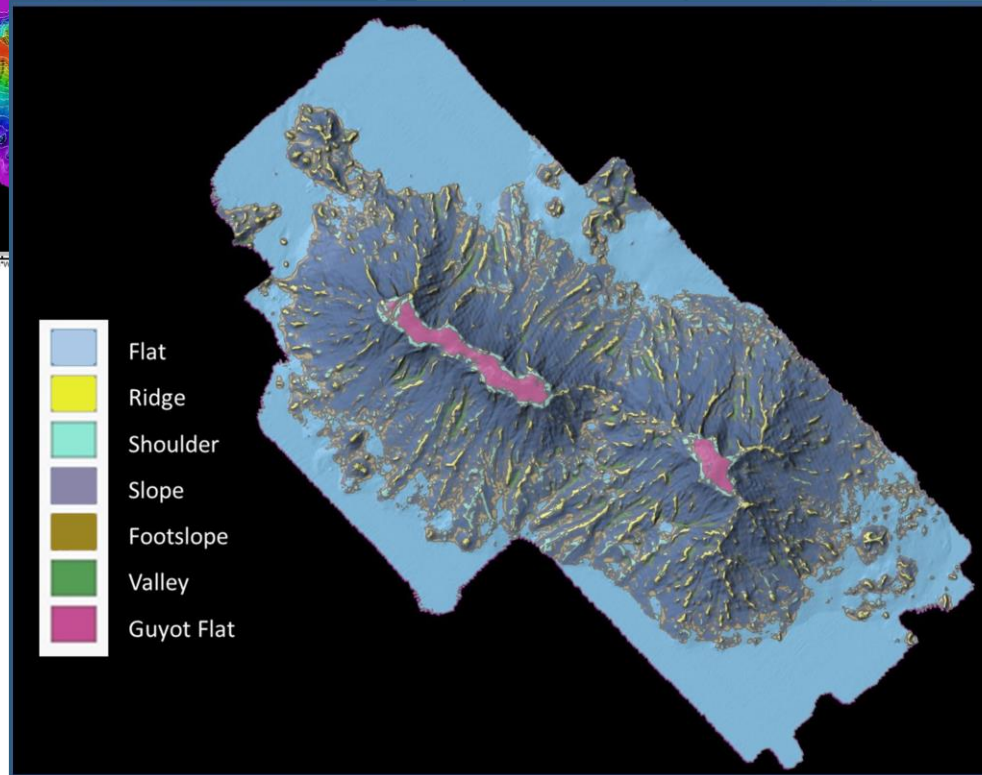 Flat
Ridge
Shoulder
Slope
Footslope
Valley
Guyot Flat